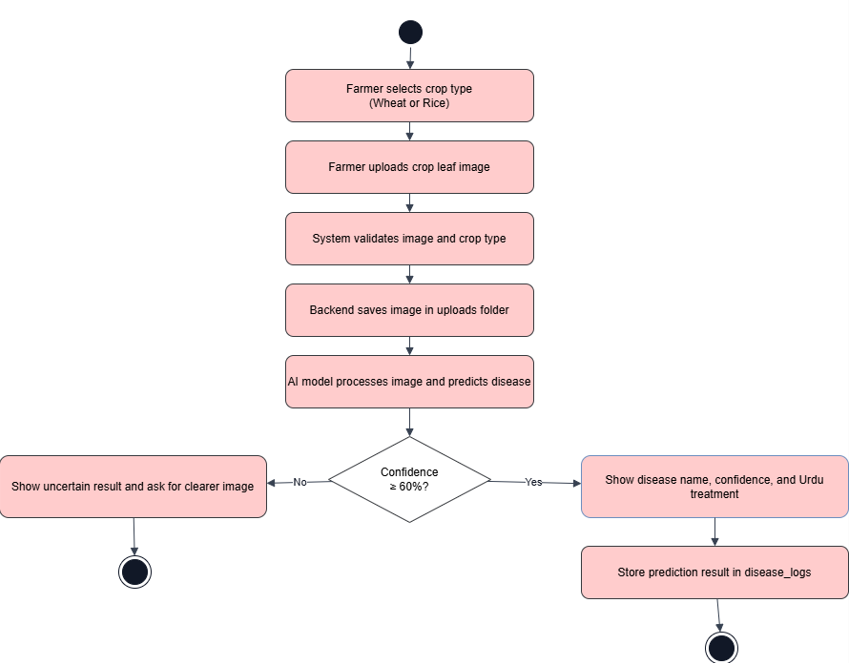 Farmer selects crop type
(Wheat or Rice)
Farmer uploads crop leaf image
System validates image and crop type
Backend saves image in uploads folder
AI model processes image and predicts disease
Confidence
≥ 60%?
No
Yes
Show uncertain result and ask for clearer image
Show disease name, confidence, and Urdu
treatment
Store prediction result in disease_logs